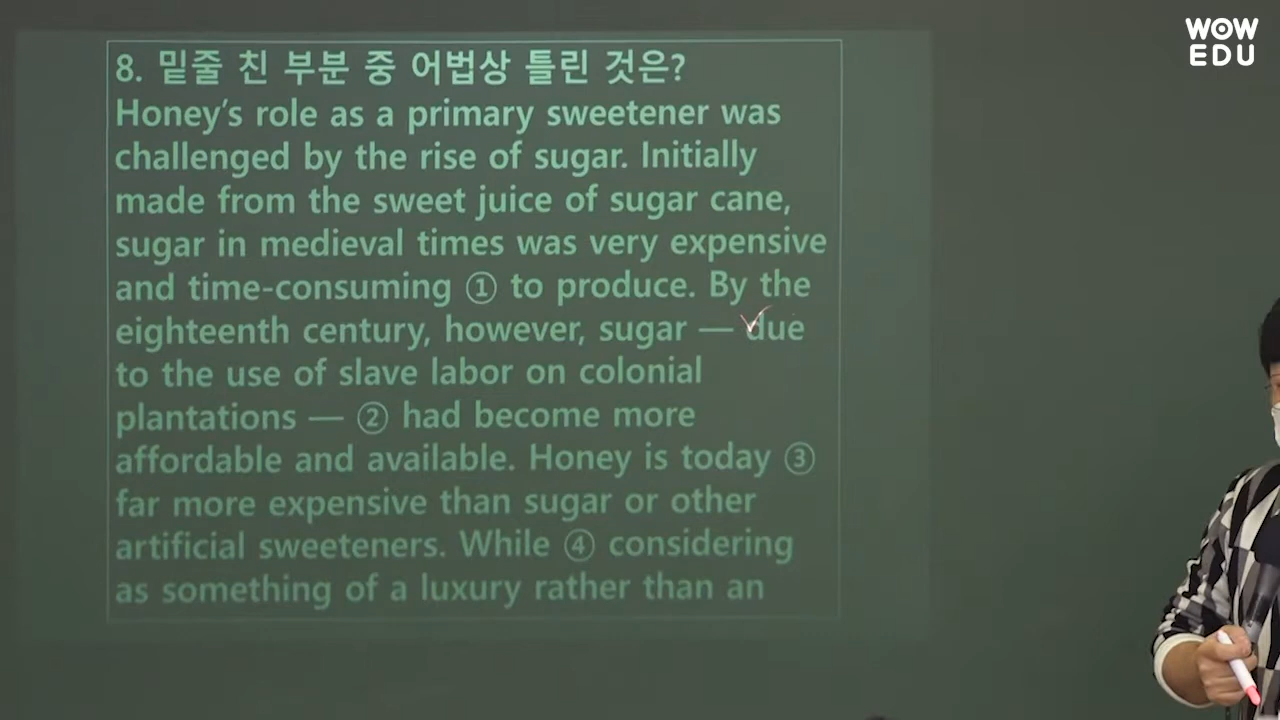 WOW
EDU
8. 밑줄 친 부분 중 어법상 틀린 것은?
Honey's role as a primary sweetener was
challenged by the rise of sugar. Initially
made from the sweet juice of sugar cane,
sugar in medieval times was very expensive
and time-consuming ① to produce. By the
eighteenth century, however, sugar — due
to the use of slave labor on colonial
plantations — ② had become more
affordable and available. Honey is today ③
far more expensive than sugar or other
artificial sweeteners. While ④ considering
as something of a luxury rather than an